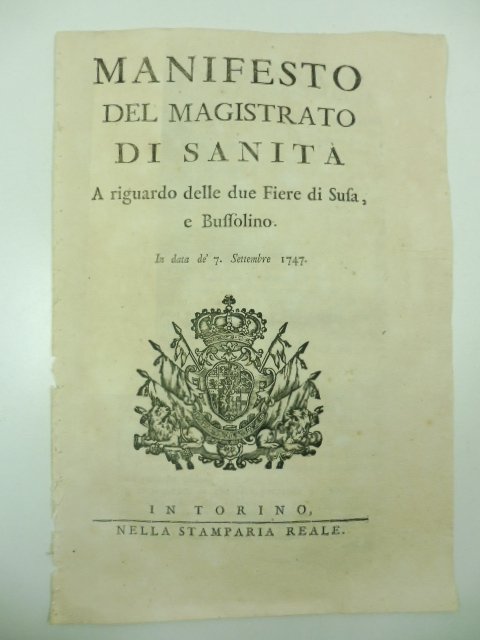 MANIFESTO
DEL MAGISTRATO
DI SANITÀ
A riguardo delle due Fiere di Susa,
e Bussolino.
In data de' 7. Settembre 1747.
IN TORINO,
NELLA STAMPARIA REALE.